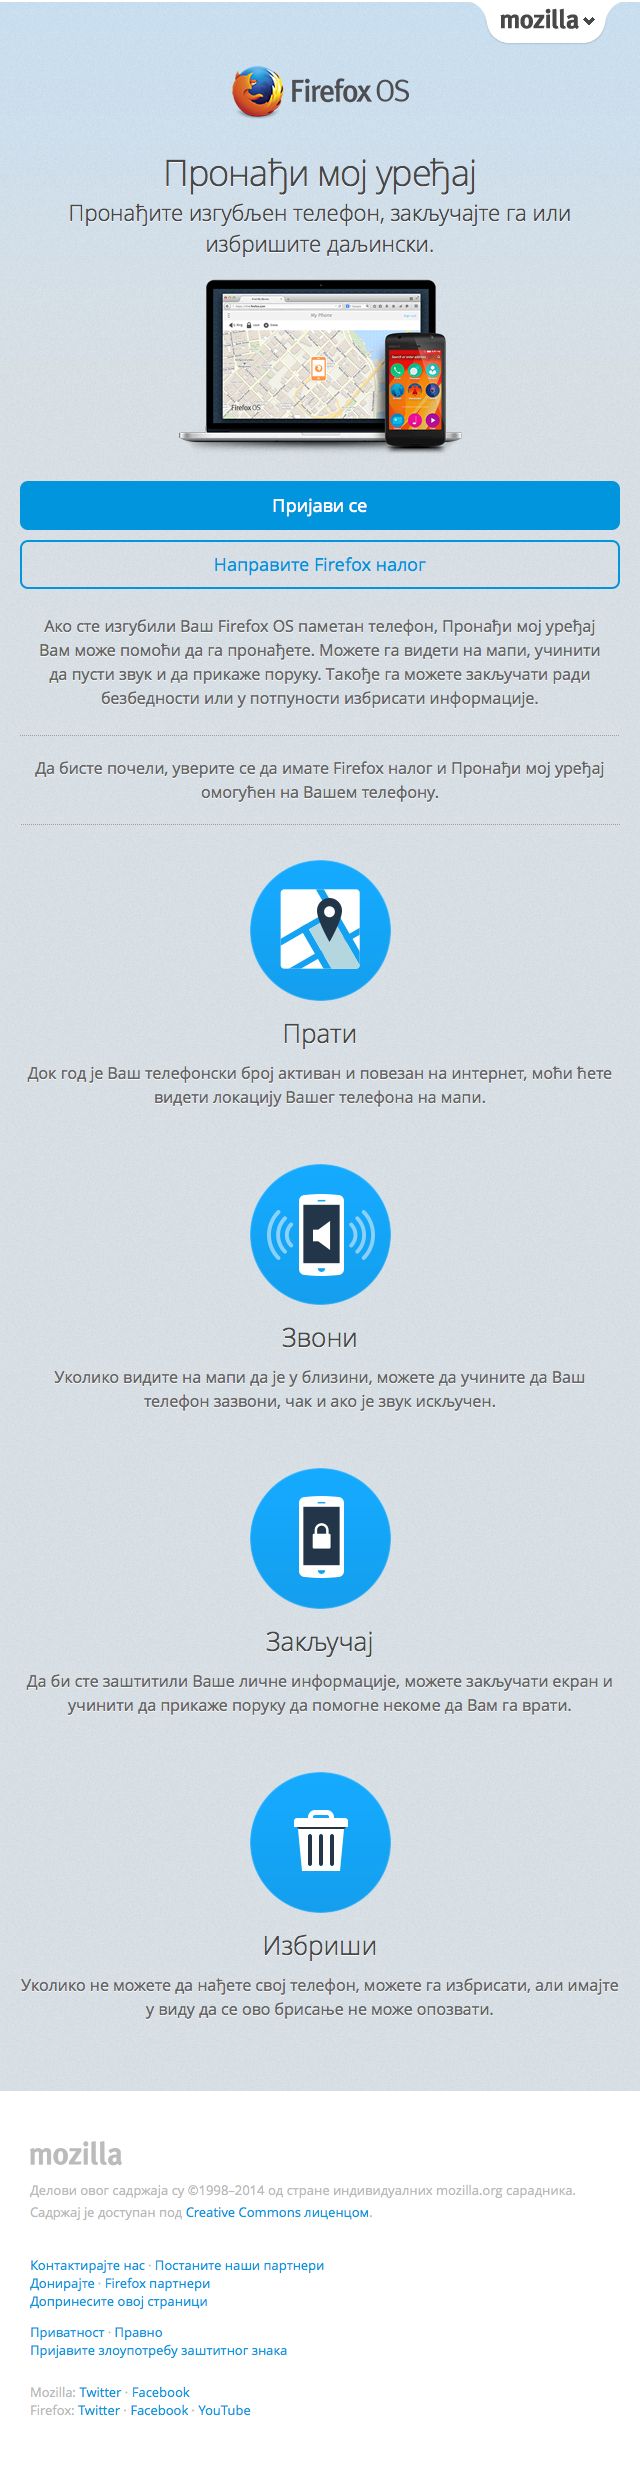 mozilla
Firefox OS
Пронађи мој уређај
Пронађите изгубљен телефон, закључајте га или
избришите даљински.
My Phone
Firefox OS
Пријави се
Направите Firefox налог
Ако сте изгубили Ваш Firefox OS паметан телефон, Пронађи мој уређај
Вам може помоћи да га пронађете. Можете га видети на мапи, учинити
да пусти звук и да прикаже поруку. Такође га можете закључати ради
безбедности или у потпуности избрисати информације.
Да бисте почели, уверите се да имате Firefox налог и Пронађи мој уређај
омогућен на Вашем телефону.
Прати
Док год је Ваш телефонски број активан и повезан на интернет, моћи ћете
видети локацију Вашег телефона на мапи.
Звони
Уколико видите на мапи да је у близини, можете да учините да Ваш
телефон зазвони, чак и ако је звук искључен.
Закључај
Да би сте заштитили Ваше личне информације, можете закључати екран и
учинити да прикаже поруку да помогне некоме да Вам га врати.
Избриши
Уколико не можете да нађете свој телефон, можете га избрисати, али имајте
у виду да се ово брисање не може опозвати.
mozilla
Делови овог садржаја су ©1998–2014 од стране индивидуалних mozilla.org сарадника.
Садржај је доступан под Creative Commons лиценцом.
Контактирајте нас · Постаните наши партнери
Донирајте · Firefox партнери
Допринесите овој страници
Приватност · Правно
Пријавите злоупотребу заштитног знака
Mozilla: Twitter · Facebook
Firefox: Twitter · Facebook · YouTube